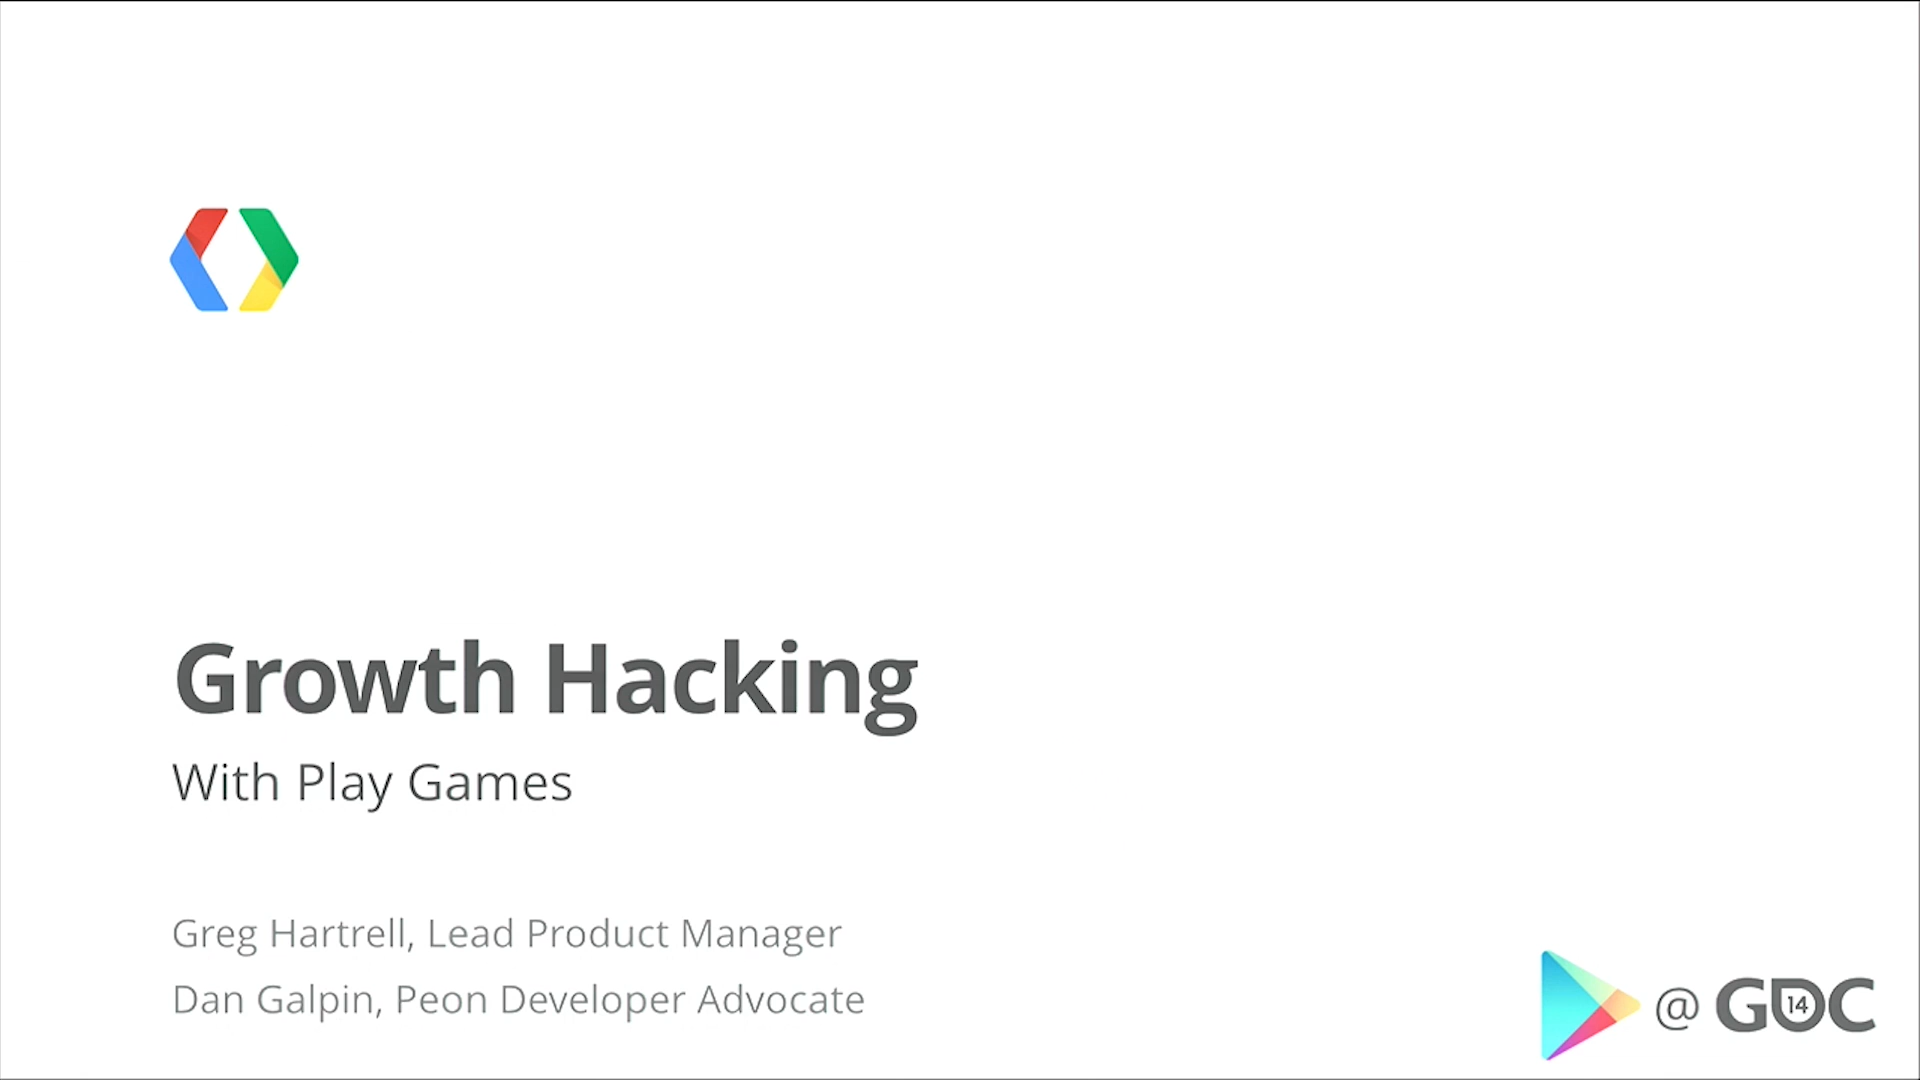 Growth Hacking
With Play Games
Greg Hartrell, Lead Product Manager
Dan Galpin, Peon Developer Advocate
@ GDC 14